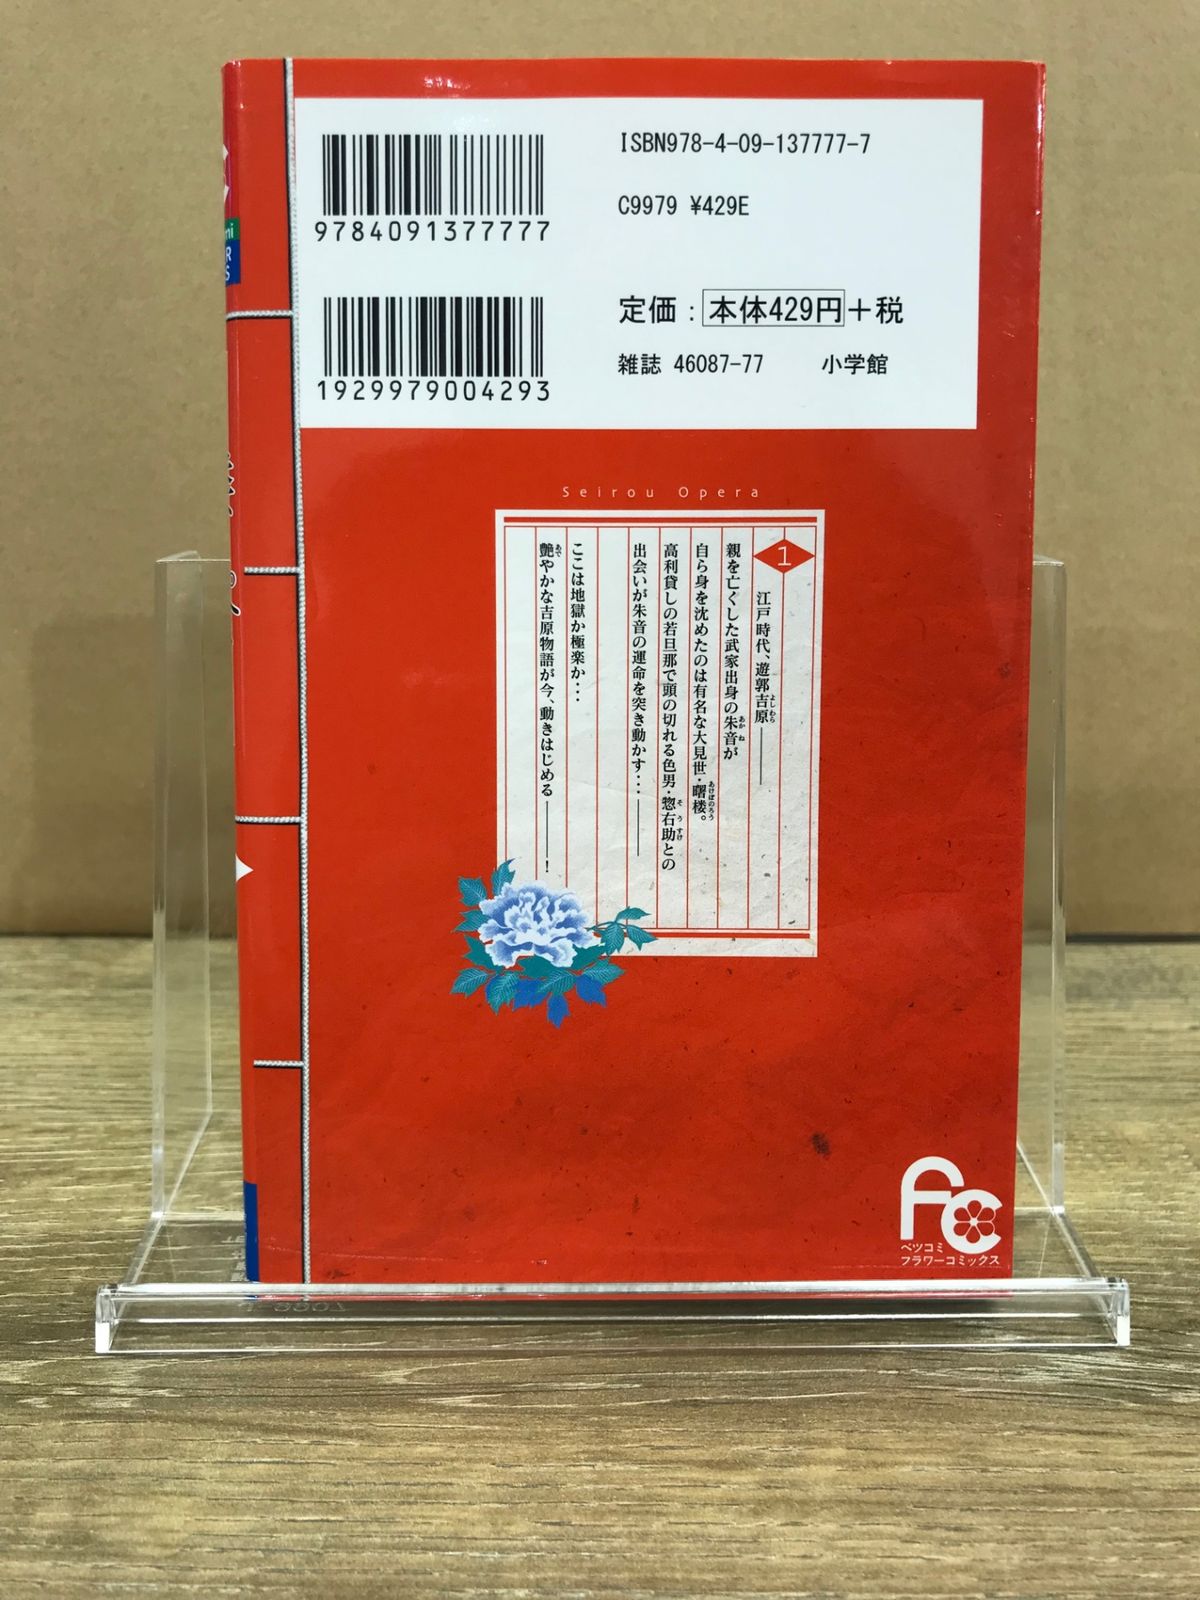 ISBN978-4-09-137777-7
9784091377777
C9979 ¥429E
定価：本体429円＋税
1929979004293
雑誌 46087-77 小学館
Seirou Opera
1
江戸時代、遊郭吉原――
親を亡くした武家出身の朱音が
自ら身を沈めたのは有名な大見世・曙楼。
高利貸しの若旦那で頭の切れる色男・惣右助との
出会いが朱音の運命を突き動かす・・・――
ここは地獄か極楽か・・・
艶やかな吉原物語が今、動きはじめる――！
FC
ベツコミ
フラワーコミックス